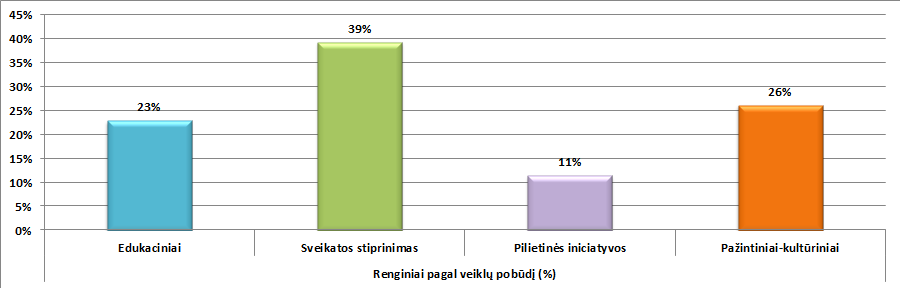 45%
40%
35%
30%
25%
20%
15%
10%
5%
0%
23%
39%
11%
26%
Edukaciniai
Sveikatos stiprinimas
Pilietinės iniciatyvos
Pažintiniai-kultūriniai
Renginiai pagal veiklų pobūdį (%)